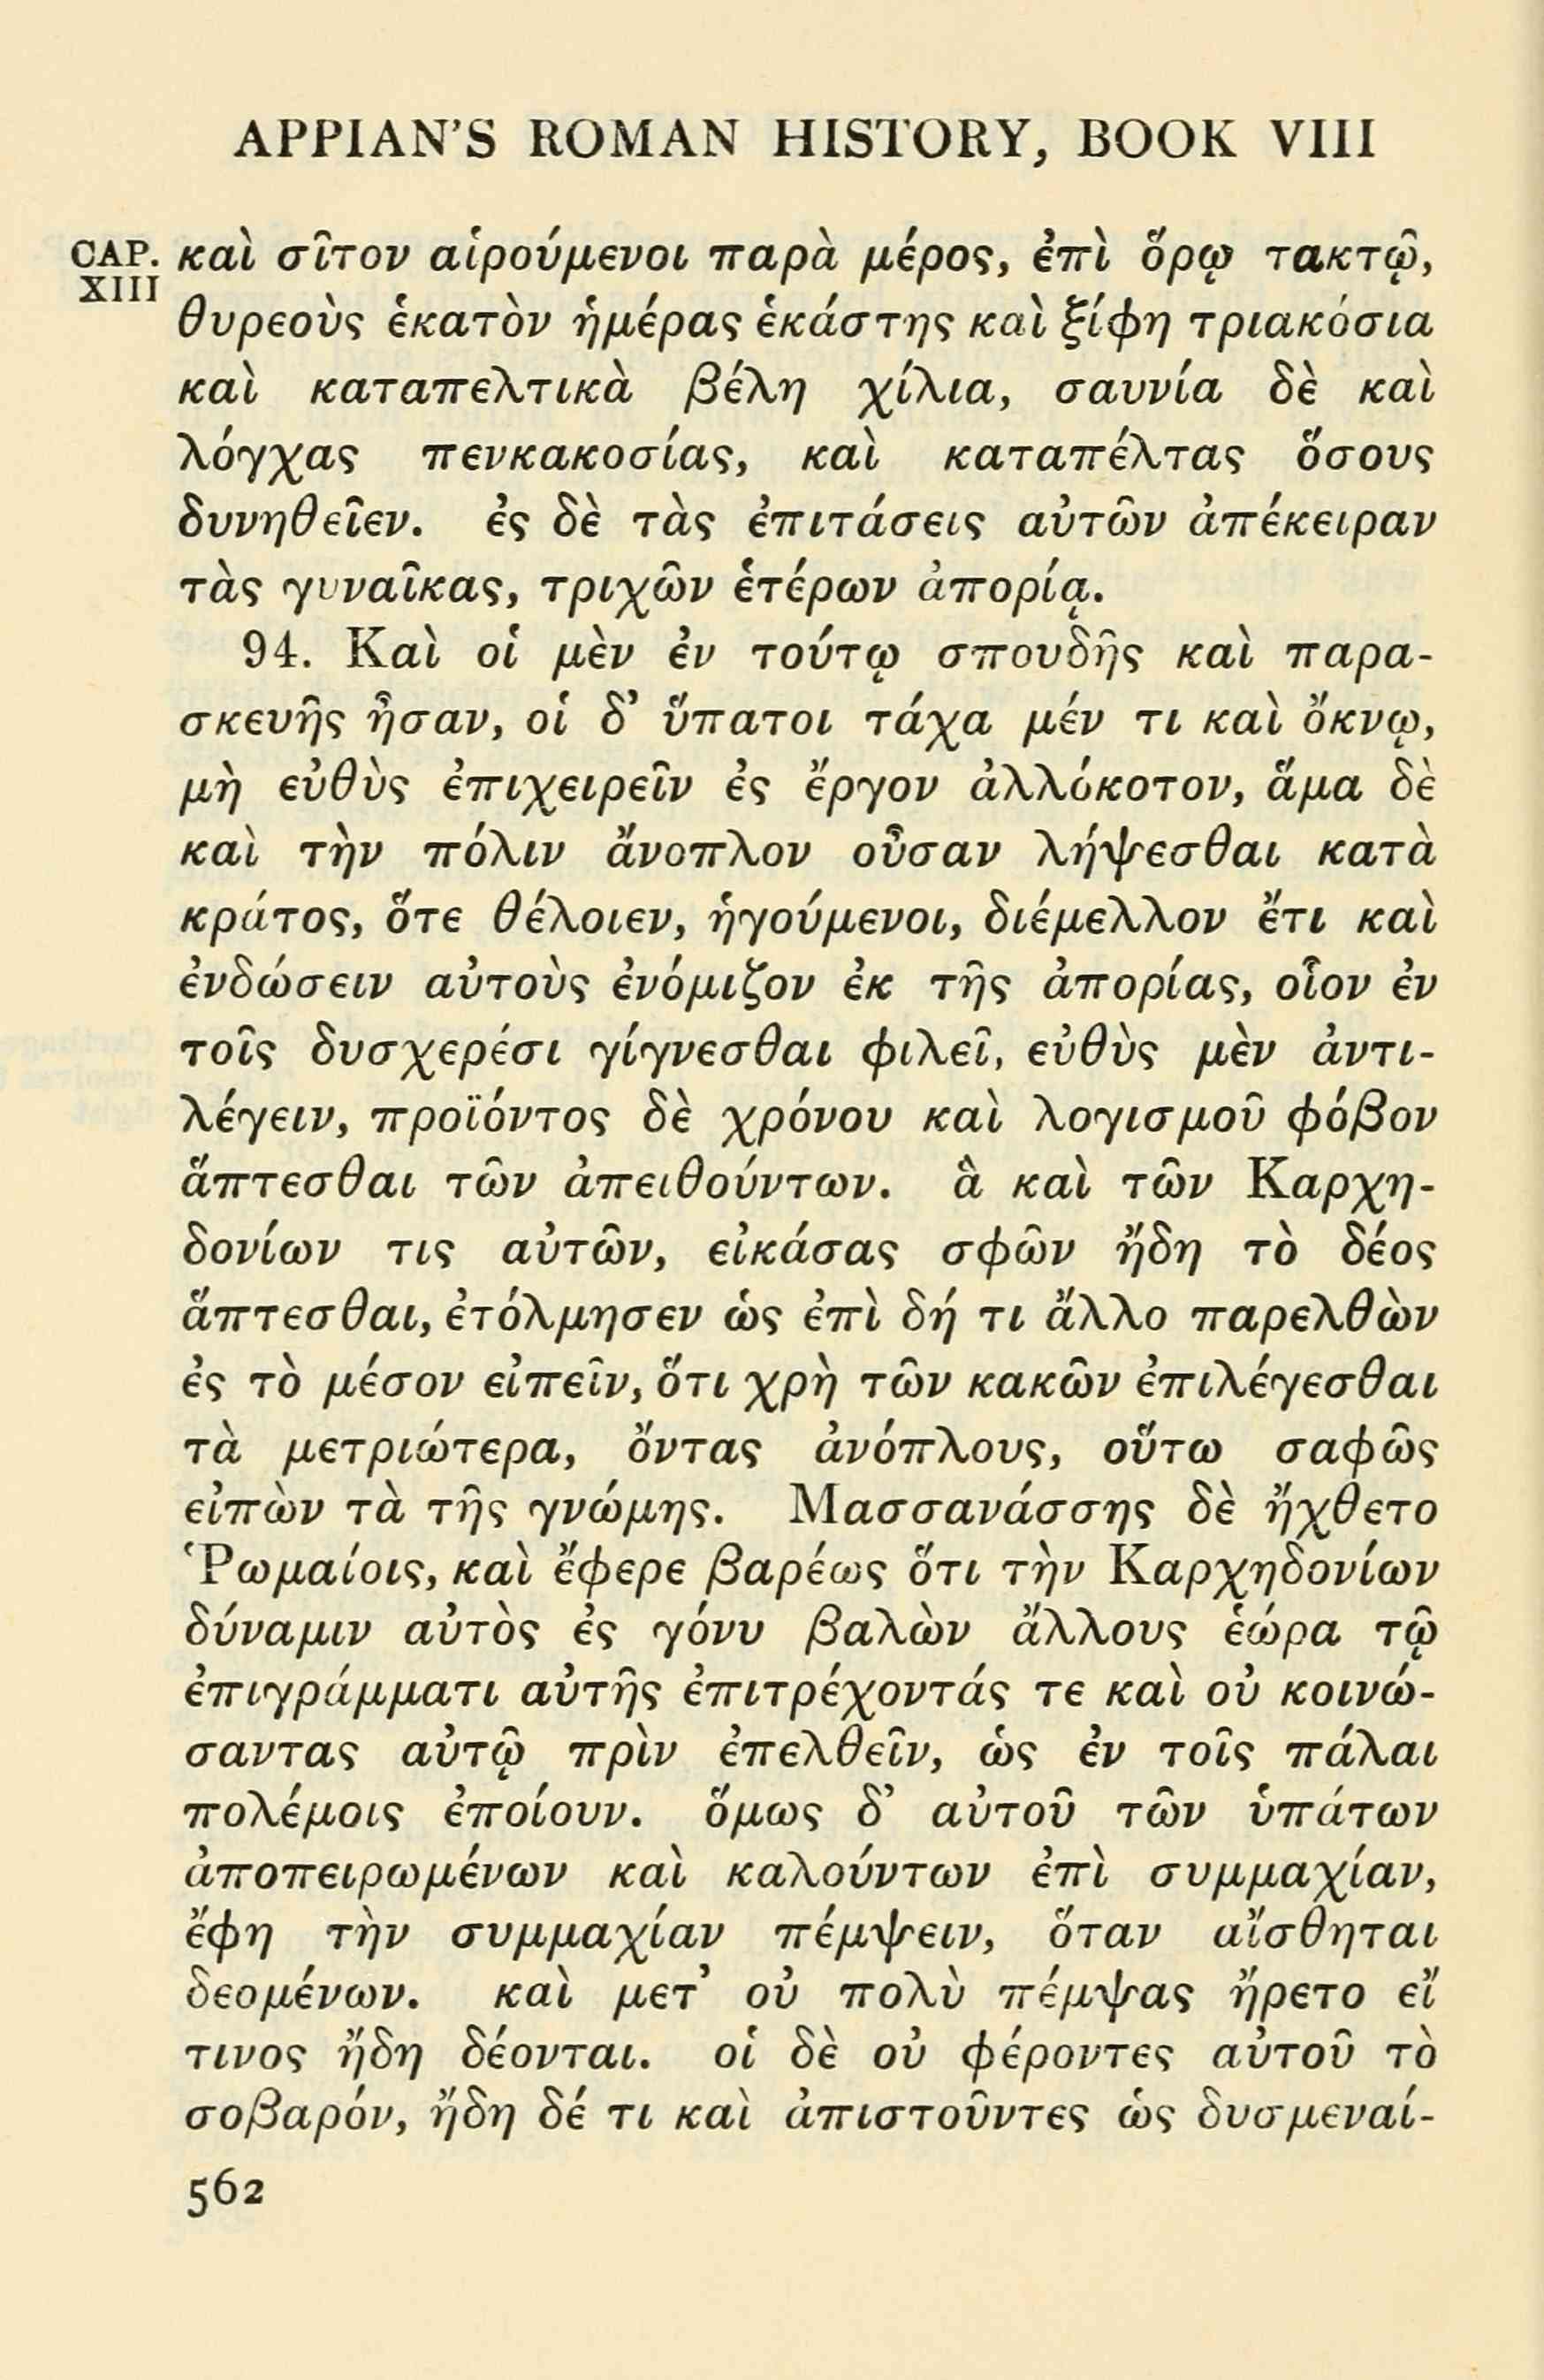 APPIAN'S ROMAN HISTORY, BOOK VIII
CAP. XIII
καὶ σῖτον αἱρούμενοι παρὰ μέρος, ἐπὶ ὅρῳ τακτῷ,
θυρεοὺς ἑκατὸν ἡμέρας ἑκάστης καὶ ξίφη τριακόσια
καὶ καταπελτικὰ βέλη χίλια, σαυνία δὲ καὶ
λόγχας πενκακοσίας, καὶ καταπέλτας ὅσους
δυνηθεῖεν. ἐς δὲ τὰς ἐπιτάσεις αὐτῶν ἀπέκειραν
τὰς γυναῖκας, τριχῶν ἑτέρων ἀπορίᾳ.
94. Καὶ οἱ μὲν ἐν τούτῳ σπουδῆς καὶ παρα-
σκευῆς ἦσαν, οἱ δ' ὕπατοι τάχα μέν τι καὶ ὄκνῳ,
μὴ εὐθὺς ἐπιχειρεῖν ἐς ἔργον ἀλλόκοτον, ἅμα δὲ
καὶ τὴν πόλιν ἄνοπλον οὖσαν λήψεσθαι κατὰ
κράτος, ὅτε θέλοιεν, ἡγούμενοι, διέμελλον ἔτι καὶ
ἐνδώσειν αὐτοὺς ἐνόμιζον ἐκ τῆς ἀπορίας, οἷον ἐν
τοῖς δυσχερέσι γίγνεσθαι φιλεῖ, εὐθὺς μὲν ἀντι-
λέγειν, προϊόντος δὲ χρόνου καὶ λογισμοῦ φόβον
ἅπτεσθαι τῶν ἀπειθούντων. ἃ καὶ τῶν Καρχη-
δονίων τις αὐτῶν, εἰκάσας σφῶν ἤδη τὸ δέος
ἅπτεσθαι, ἐτόλμησεν ὡς ἐπὶ δή τι ἄλλο παρελθὼν
ἐς τὸ μέσον εἰπεῖν, ὅτι χρὴ τῶν κακῶν ἐπιλέγεσθαι
τὰ μετριώτερα, ὄντας ἀνόπλους, οὕτω σαφῶς
εἰπὼν τὰ τῆς γνώμης. Μασσανάσσης δὲ ἤχθετο
Ῥωμαίοις, καὶ ἔφερε βαρέως ὅτι τὴν Καρχηδονίων
δύναμιν αὐτὸς ἐς γόνυ βαλὼν ἄλλους ἑώρα τῷ
ἐπιγράμματι αὐτῆς ἐπιτρέχοντάς τε καὶ οὐ κοινώ-
σαντας αὐτῷ πρὶν ἐπελθεῖν, ὡς ἐν τοῖς πάλαι
πολέμοις ἐποίουν. ὅμως δ' αὐτοῦ τῶν ὑπάτων
ἀποπειρωμένων καὶ καλούντων ἐπὶ συμμαχίαν,
ἔφη τὴν συμμαχίαν πέμψειν, ὅταν αἴσθηται
δεομένων. καὶ μετ' οὐ πολὺ πέμψας ἤρετο εἴ
τινος ἤδη δέονται. οἱ δὲ οὐ φέροντες αὐτοῦ τὸ
σοβαρόν, ἤδη δέ τι καὶ ἀπιστοῦντες ὡς δυσμεναί-
562